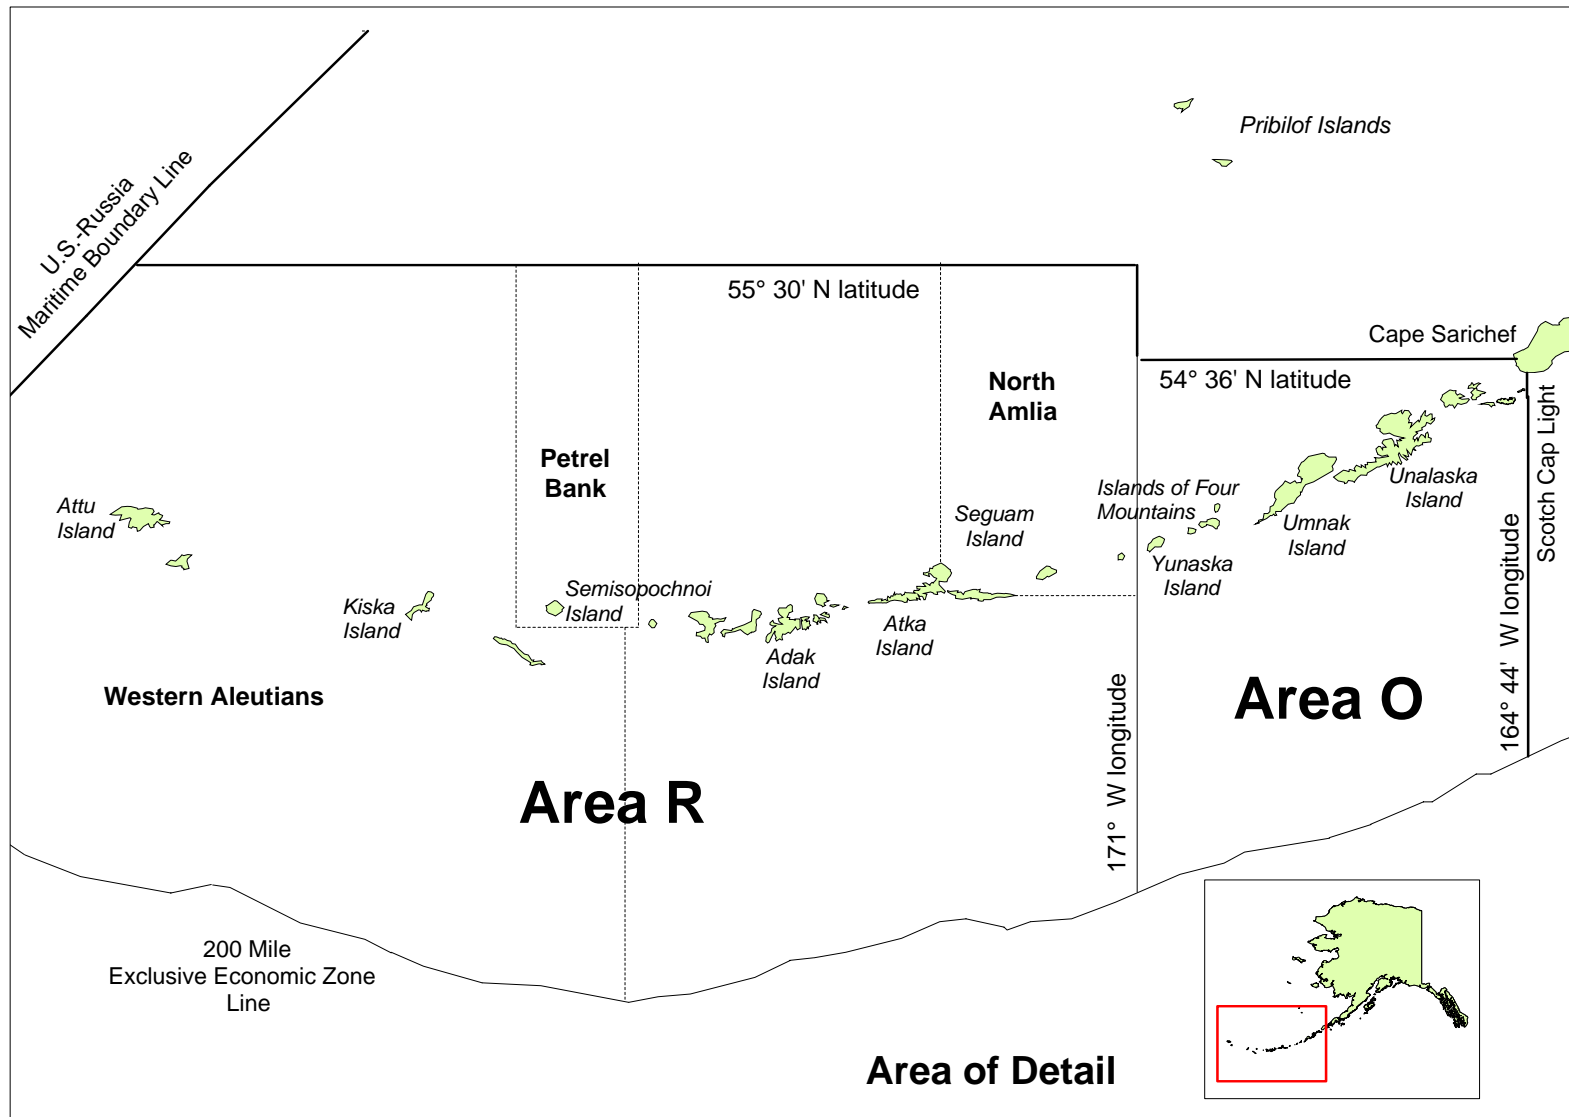 Pribilof Islands
U.S.-Russia
Maritime Boundary Line
55° 30' N latitude
Cape Sarichef
54° 36' N latitude
North
Amlia
Petrel
Bank
Scotch Cap Light
Attu
Island
Seguam
Island
Islands of Four
Mountains
Unalaska
Island
Umnak
Island
Yunaska
Island
Kiska
Island
Semisopochnoi
Island
Adak
Island
Atka
Island
Western Aleutians
Area R
Area O
171° W longitude
164° 44' W longitude
200 Mile
Exclusive Economic Zone
Line
Area of Detail